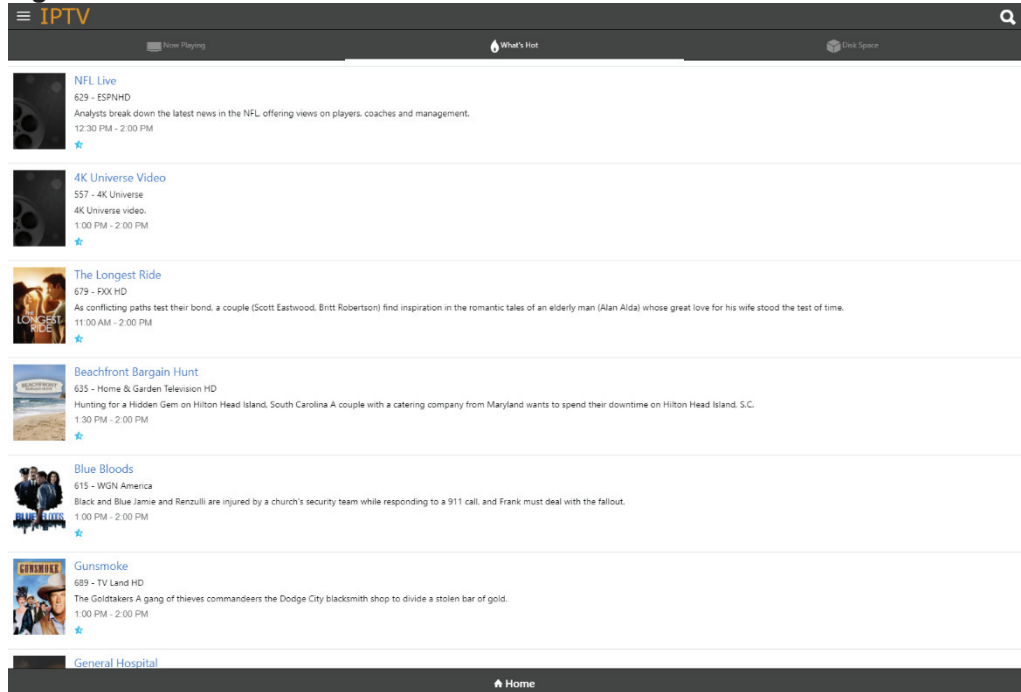 IPTV
Now Playing
What's Hot
Disk Space
NFL Live
629 - ESPNHD
Analysts break down the latest news in the NFL, offering views on players, coaches and management.
12:30 PM - 2:00 PM
4K Universe Video
557 - 4K Universe
4K Universe video.
1:00 PM - 2:00 PM
THE LONGEST RIDE
The Longest Ride
679 - FXX HD
As conflicting paths test their bond, a couple (Scott Eastwood, Britt Robertson) find inspiration in the romantic tales of an elderly man (Alan Alda) whose great love for his wife stood the test of time.
11:00 AM - 2:00 PM
BEACHFRONT
Beachfront Bargain Hunt
635 - Home & Garden Television HD
Hunting for a Hidden Gem on Hilton Head Island, South Carolina A couple with a catering company from Maryland wants to spend their downtime on Hilton Head Island, S.C.
1:30 PM - 2:00 PM
BLUE BLOODS
Blue Bloods
615 - WGN America
Black and Blue Jamie and Renzulli are injured by a church's security team while responding to a 911 call, and Frank must deal with the fallout.
1:00 PM - 2:00 PM
GUNSMOKE
Gunsmoke
689 - TV Land HD
The Goldtakers A gang of thieves commandeers the Dodge City blacksmith shop to divide a stolen bar of gold.
1:00 PM - 2:00 PM
General Hospital
Home